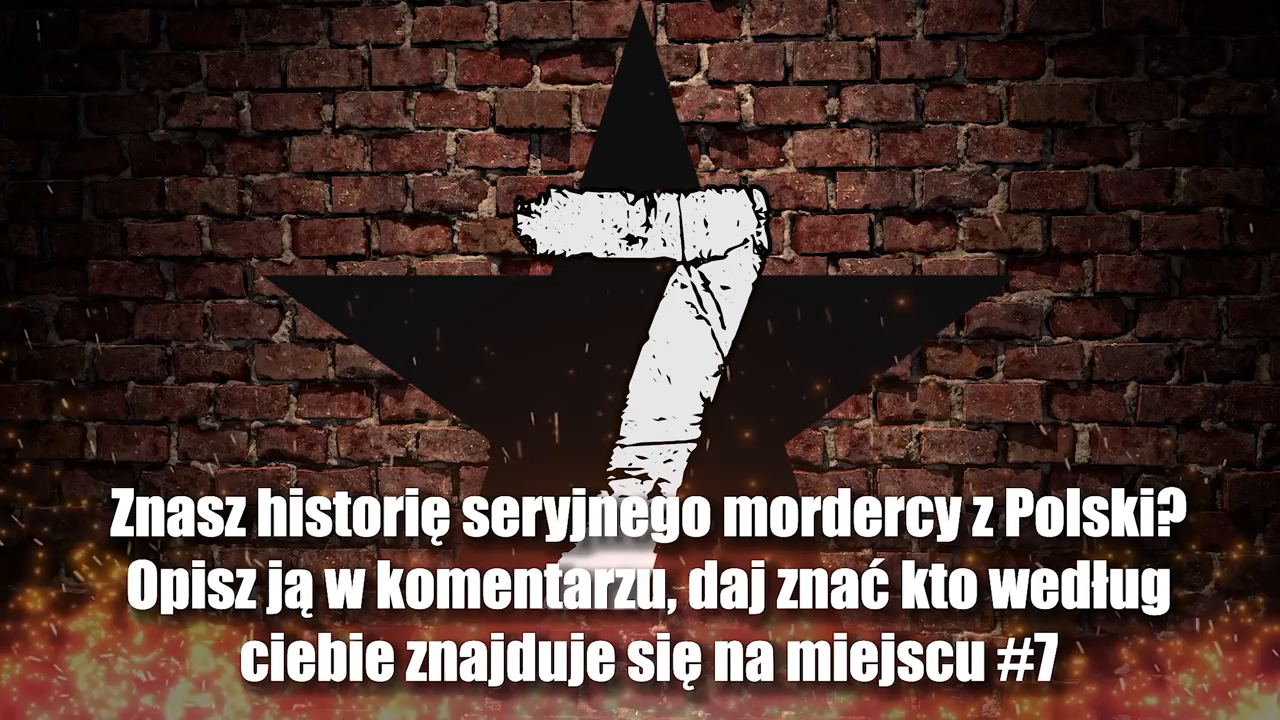 7
Znasz historię seryjnego mordercy z Polski?
Opisz ją w komentarzu, daj znać kto według
ciebie znajduje się na miejscu #7